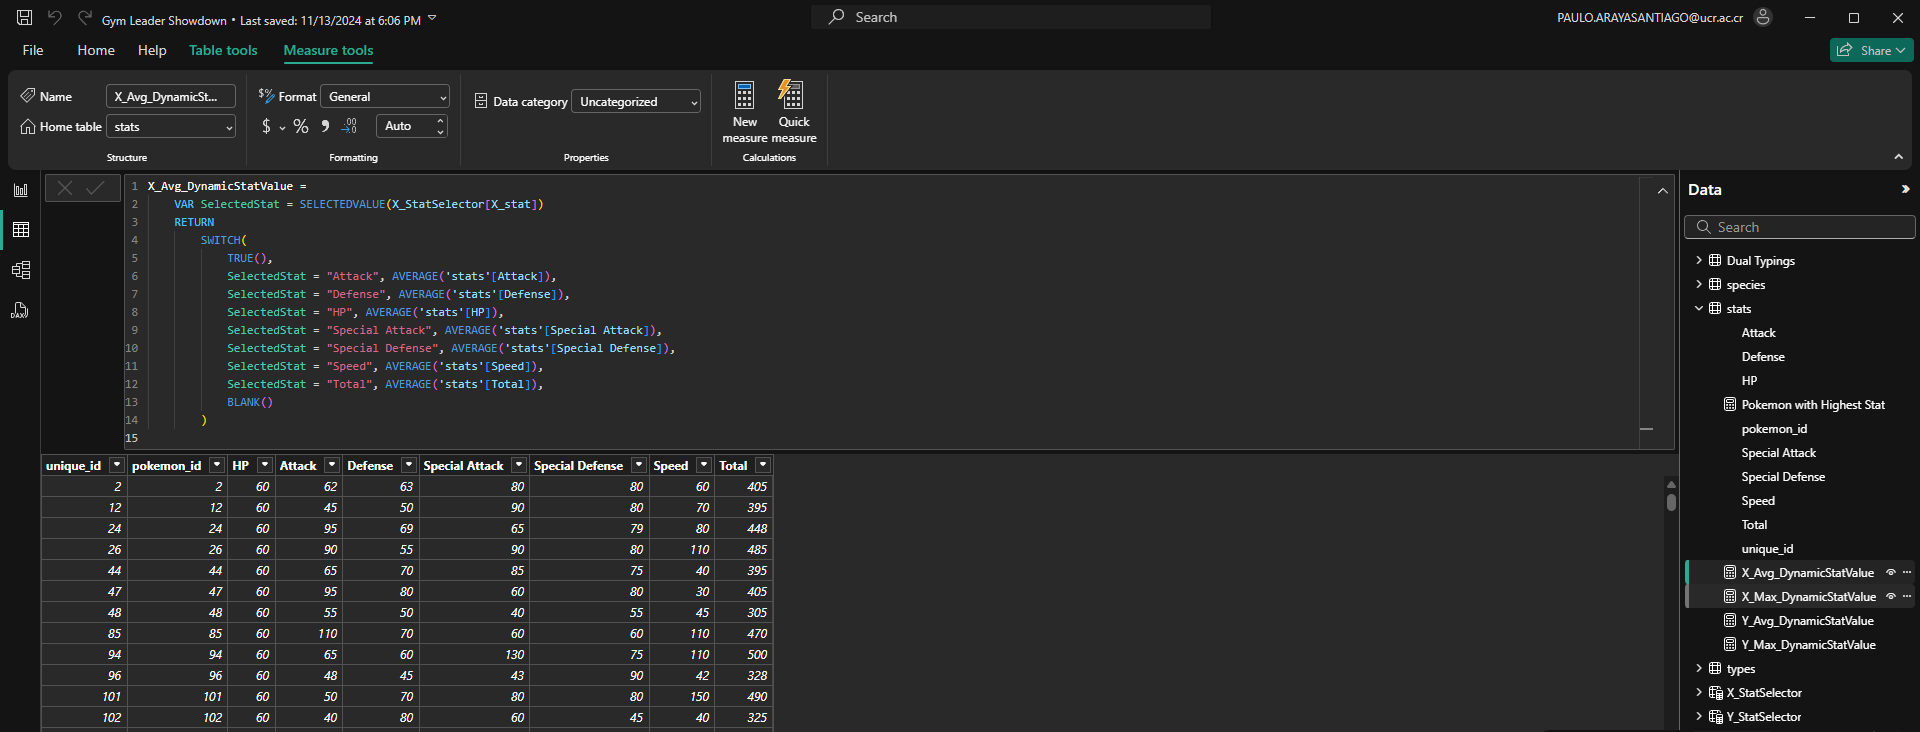 Gym Leader Showdown • Last saved: 11/13/2024 at 6:06 PM
Search
PAULO.ARAYASANTIAGO@ucr.ac.cr
File Home Help Table tools Measure tools
Share
Name X_Avg_DynamicSt...
Home table stats
Structure
Format General
$ % , .00 Auto
Formatting
Data category Uncategorized
Properties
New measure
Quick measure
Calculations
1 X_Avg_DynamicStatValue =
2 VAR SelectedStat = SELECTEDVALUE(X_StatSelector[X_stat])
3 RETURN
4 SWITCH(
5 TRUE(),
6 SelectedStat = "Attack", AVERAGE('stats'[Attack]),
7 SelectedStat = "Defense", AVERAGE('stats'[Defense]),
8 SelectedStat = "HP", AVERAGE('stats'[HP]),
9 SelectedStat = "Special Attack", AVERAGE('stats'[Special Attack]),
10 SelectedStat = "Special Defense", AVERAGE('stats'[Special Defense]),
11 SelectedStat = "Speed", AVERAGE('stats'[Speed]),
12 SelectedStat = "Total", AVERAGE('stats'[Total]),
13 BLANK()
14 )
15
unique_id pokemon_id HP Attack Defense Special Attack Special Defense Speed Total
2 2 60 62 63 80 80 60 405
12 12 60 45 50 90 80 70 395
24 24 60 95 69 65 79 80 448
26 26 60 90 55 90 80 110 485
44 44 60 65 70 85 75 40 395
47 47 60 95 80 60 80 30 405
48 48 60 55 50 40 55 45 305
85 85 60 110 70 60 60 110 470
94 94 60 65 60 130 75 110 500
96 96 60 48 45 43 90 42 328
101 101 60 50 70 80 80 150 490
102 102 60 40 80 60 45 40 325
Data
Search
Dual Typings
species
stats
Attack
Defense
HP
Pokemon with Highest Stat
pokemon_id
Special Attack
Special Defense
Speed
Total
unique_id
X_Avg_DynamicStatValue
X_Max_DynamicStatValue
Y_Avg_DynamicStatValue
Y_Max_DynamicStatValue
types
X_StatSelector
Y_StatSelector